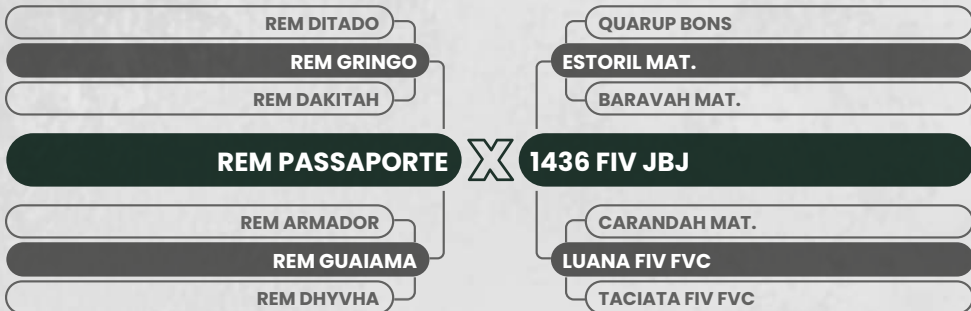 REM DITADO
REM GRINGO
REM DAKITAH
REM PASSAPORTE
REM ARMADOR
REM GUAIAMA
REM DHYVHA
X
QUARUP BONS
ESTORIL MAT.
BARAVAH MAT.
1436 FIV JBJ
CARANDAH MAT.
LUANA FIV FVC
TACIATA FIV FVC